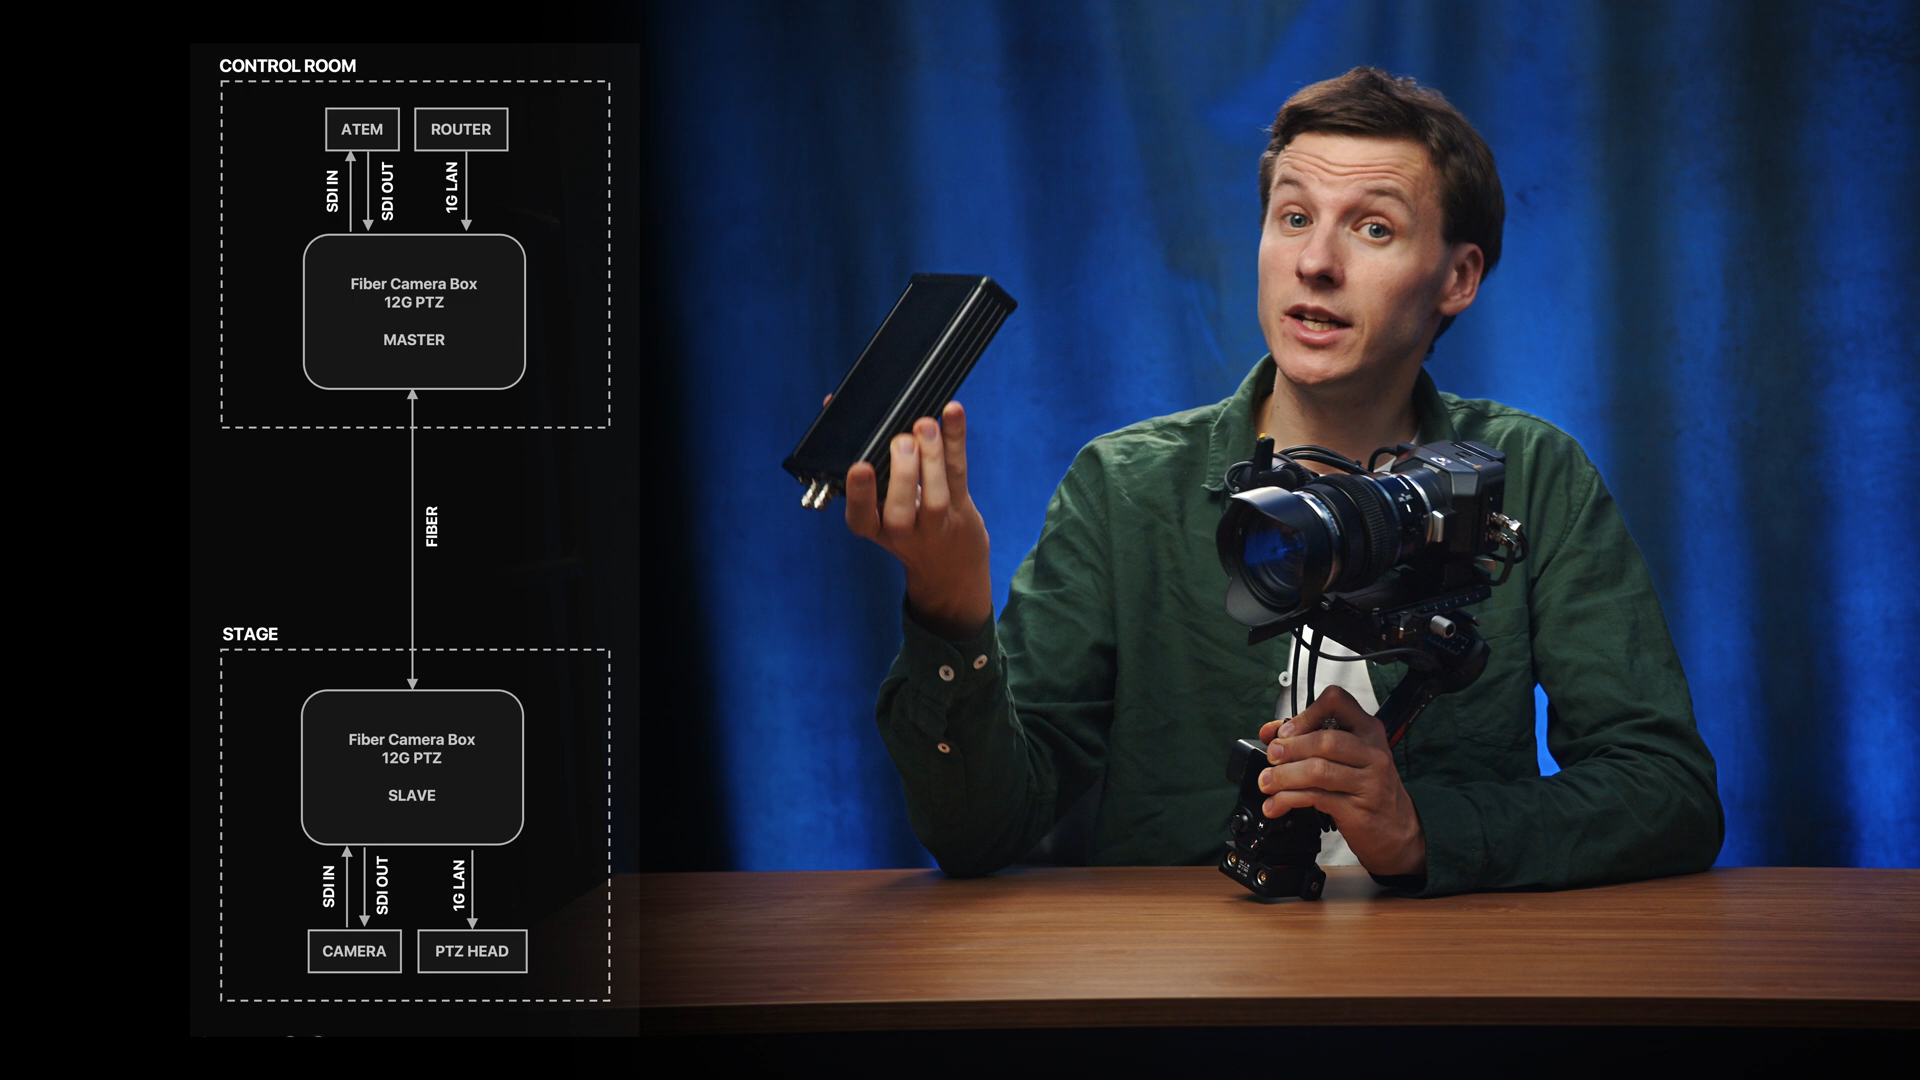 CONTROL ROOM
ATEM
ROUTER
SDI IN
SDI OUT
1G LAN
Fiber Camera Box
12G PTZ
MASTER
FIBER
STAGE
Fiber Camera Box
12G PTZ
SLAVE
SDI IN
SDI OUT
1G LAN
CAMERA
PTZ HEAD